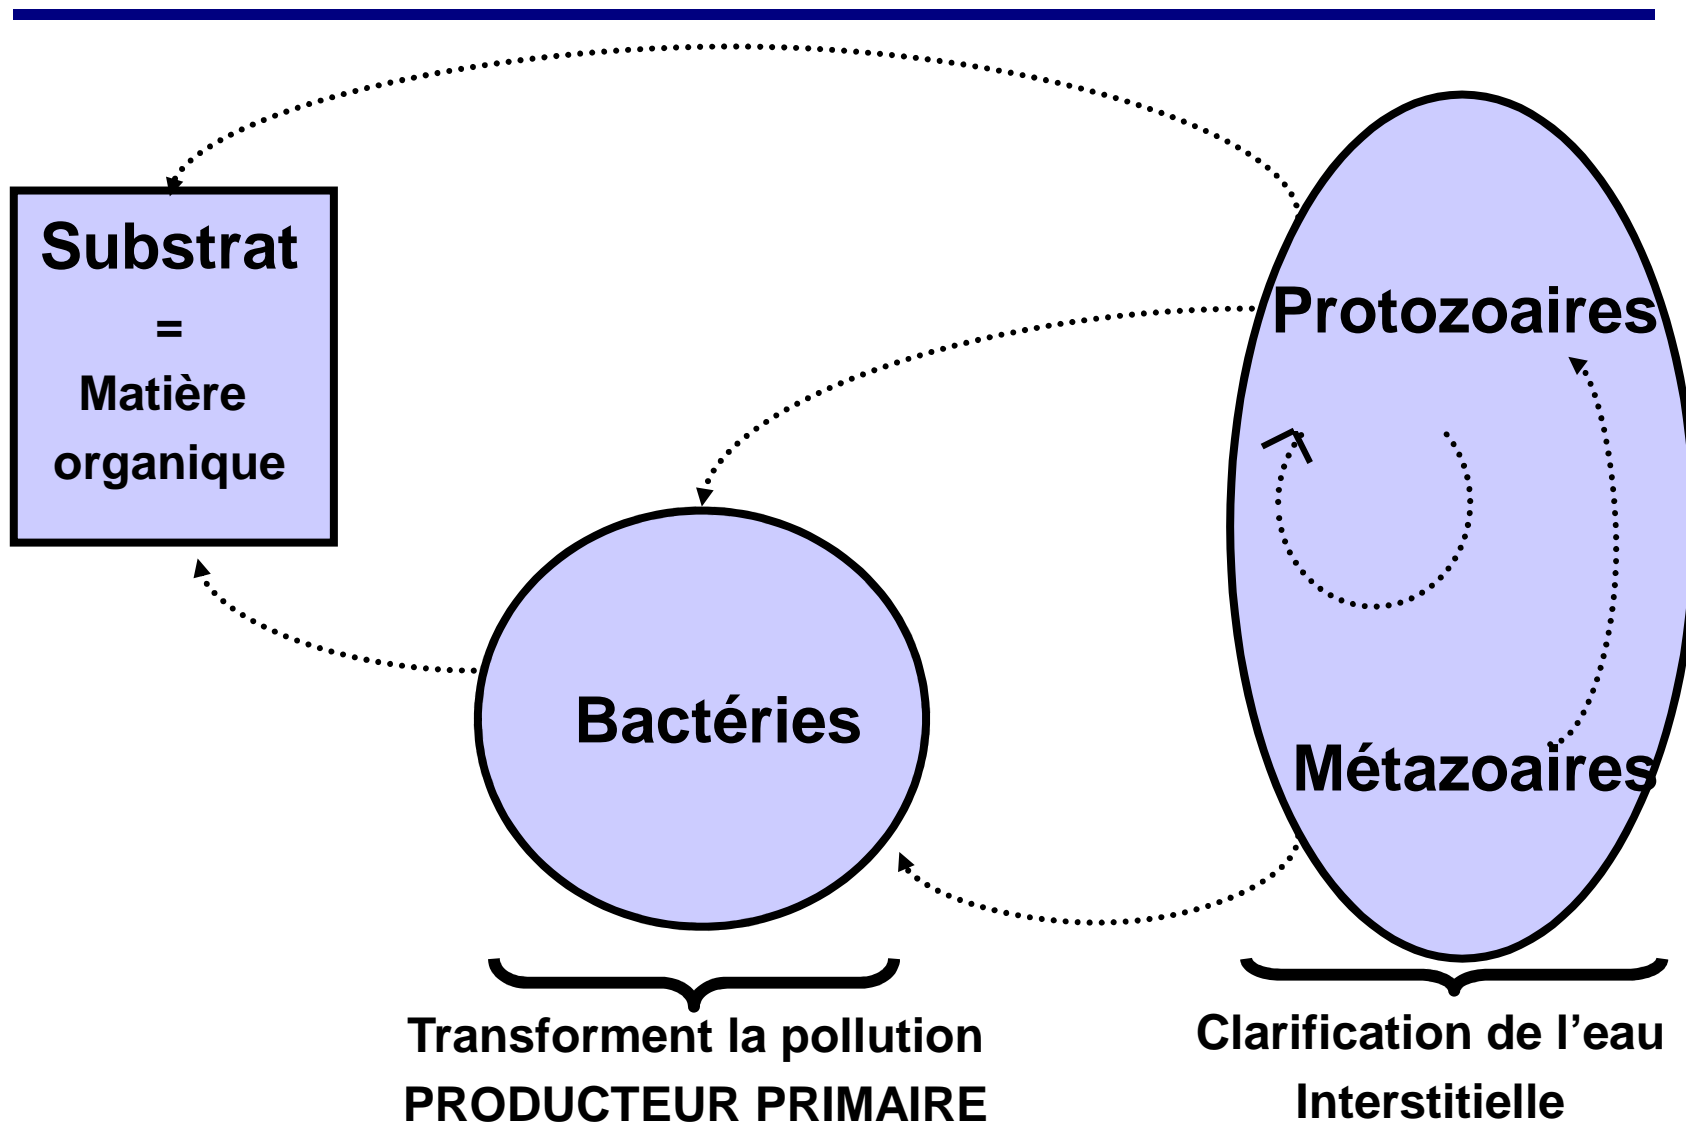 Substrat
=
Matière
organique
Bactéries
Protozoaires
Métazoaires
Transforment la pollution
PRODUCTEUR PRIMAIRE
Clarification de l’eau
Interstitielle